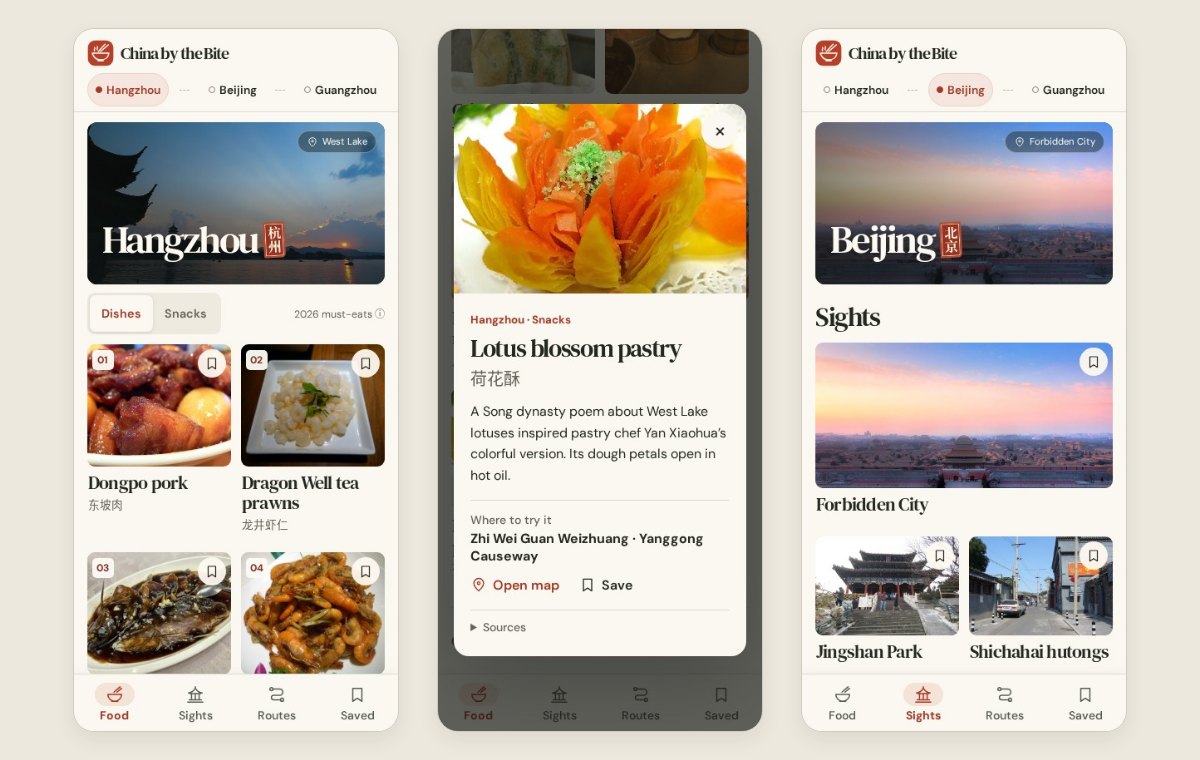 China by the Bite
Hangzhou
Beijing
Guangzhou
West Lake
Hangzhou
杭州
Dishes
Snacks
2026 must-eats
01
02
Dongpo pork
东坡肉
Dragon Well tea
prawns
龙井虾仁
03
04
Food
Sights
Routes
Saved
Hangzhou · Snacks
Lotus blossom pastry
荷花酥
A Song dynasty poem about West Lake
lotuses inspired pastry chef Yan Xiaohua’s
colorful version. Its dough petals open in
hot oil.
Where to try it
Zhi Wei Guan Weizhuang · Yanggong
Causeway
Open map
Save
Sources
Food
Sights
Routes
Saved
China by the Bite
Hangzhou
Beijing
Guangzhou
Forbidden City
Beijing
北京
Sights
Forbidden City
Jingshan Park
Shichahai hutongs
Food
Sights
Routes
Saved